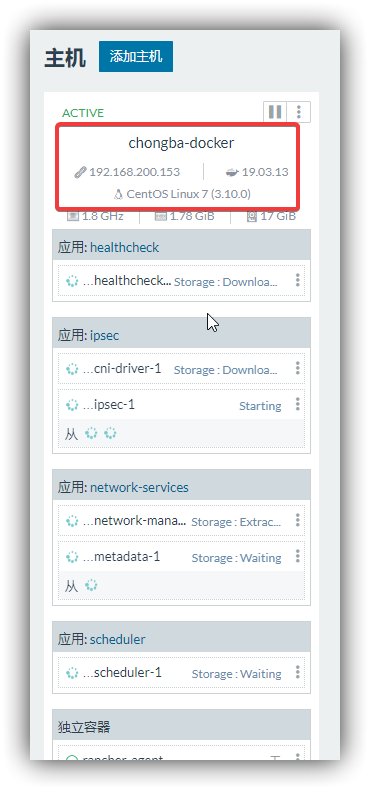 主机 添加主机
ACTIVE
chongba-docker
192.168.200.153 19.03.13
CentOS Linux 7 (3.10.0)
1.8 GHz 1.78 GiB 17 GiB
应用: healthcheck
...healthcheck... Storage : Downloa...
应用: ipsec
...cni-driver-1 Storage : Downloa...
...ipsec-1 Starting
从
应用: network-services
...network-mana... Storage : Extrac...
...metadata-1 Storage : Waiting
从
应用: scheduler
...scheduler-1 Storage : Waiting
独立容器
rancher-agent